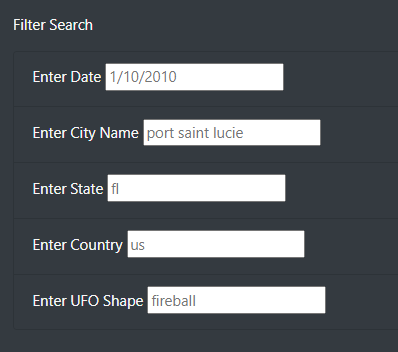 Filter Search
Enter Date 1/10/2010
Enter City Name port saint lucie
Enter State fl
Enter Country us
Enter UFO Shape fireball